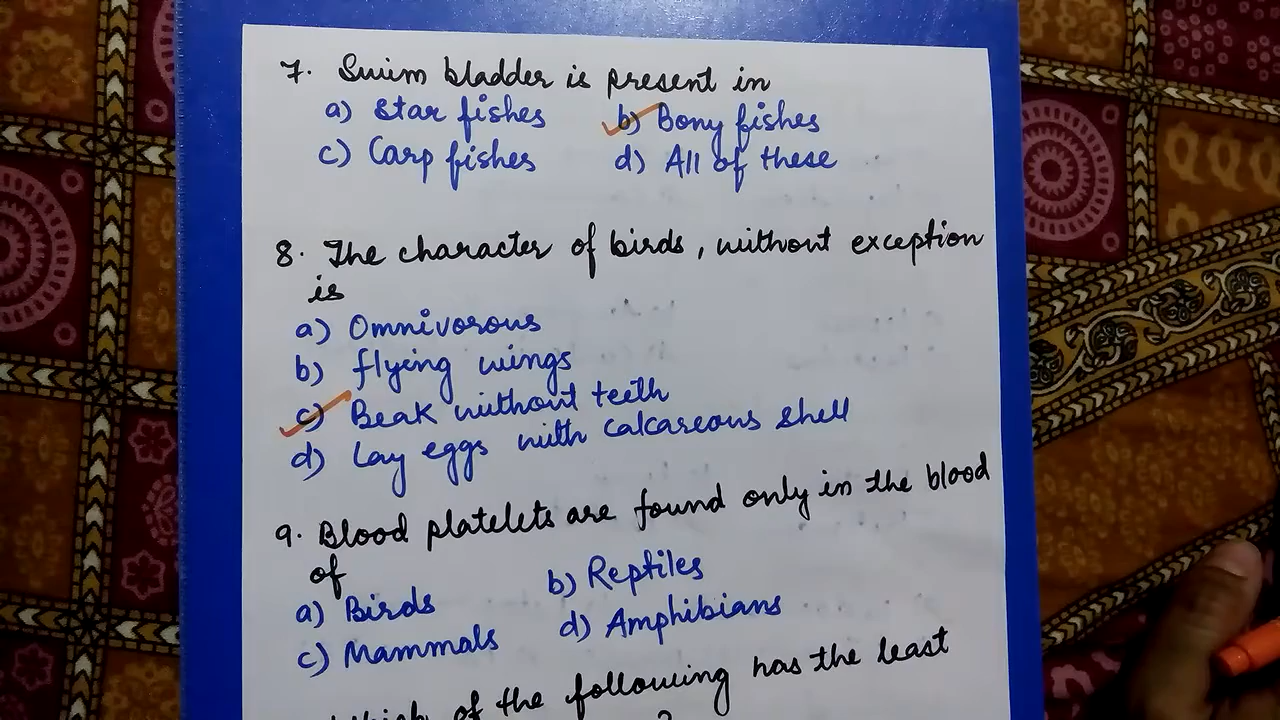 7. Swim bladder is present in
a) Star fishes b) Bony fishes
c) Carp fishes d) All of these
8. The character of birds, without exception
is
a) Omnivorous
b) flying wings
c) Beak without teeth
d) Lay eggs with calcareous shell
9. Blood platelets are found only in the blood
of
a) Birds b) Reptiles
c) Mammals d) Amphibians
of the following has the least